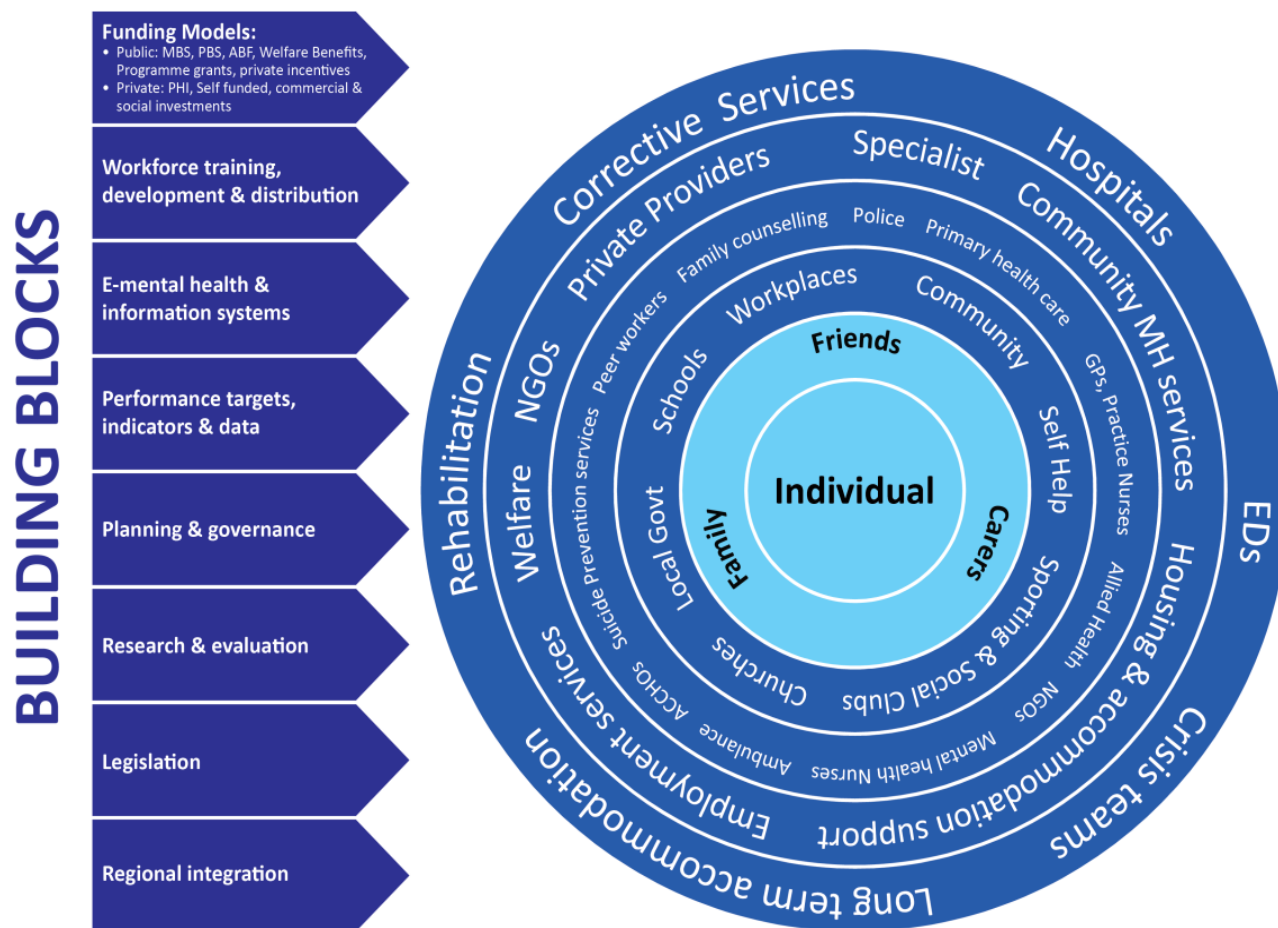 BUILDING BLOCKS
Funding Models:
• Public: MBS, PBS, ABF, Welfare Benefits,
Programme grants, private incentives
• Private: PHI, Self funded, commercial &
social investments
Workforce training,
development & distribution
E-mental health &
information systems
Performance targets,
indicators & data
Planning & governance
Research & evaluation
Legislation
Regional integration
Corrective Services
Hospitals
EDs
Crisis teams
Long term accommodation
Rehabilitation
Private Providers
Specialist
Community MH services
Housing & accommodation support
Employment services
Welfare
NGOs
Family counselling
Police
Primary health care
GPs, Practice Nurses
Allied Health
NGOs
Mental health Nurses
Ambulance
ACCHOs
Suicide Prevention services
Peer workers
Workplaces
Community
Self Help
Sporting & Social Clubs
Churches
Local Govt
Schools
Friends
Carers
Family
Individual